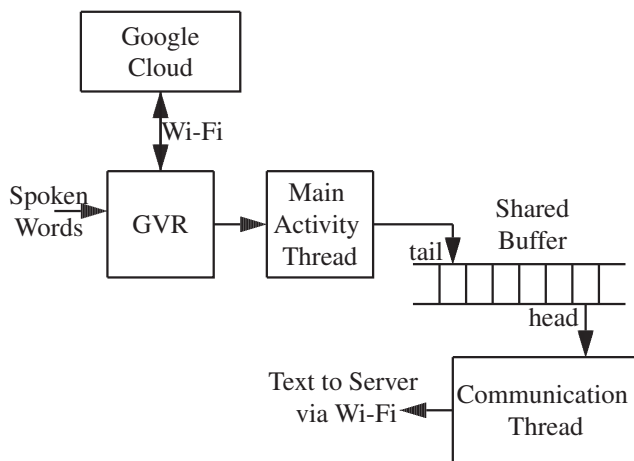 Google
Cloud
Wi-Fi
Spoken
Words
GVR
Main
Activity
Thread
Shared
Buffer
tail
head
Text to Server
via Wi-Fi
Communication
Thread